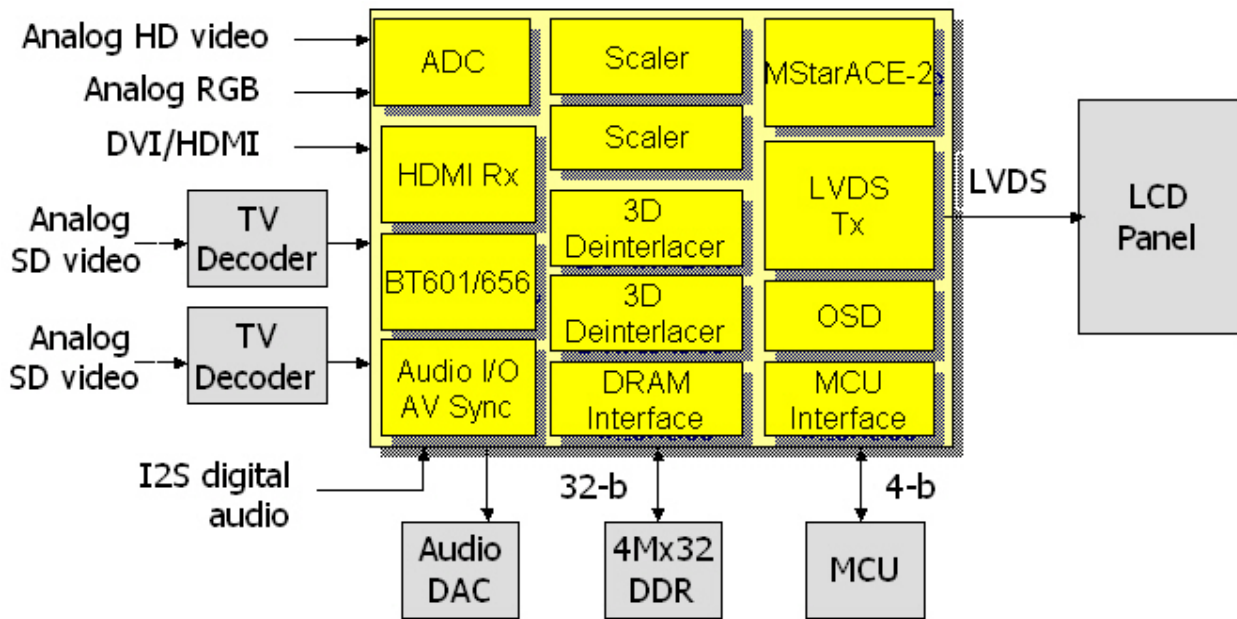 Analog HD video
Analog RGB
DVI/HDMI
Analog
SD video
TV
Decoder
Analog
SD video
TV
Decoder
ADC
HDMI Rx
BT601/656
Audio I/O
AV Sync
Scaler
Scaler
3D
Deinterlacer
3D
Deinterlacer
DRAM
Interface
MStarACE-2
LVDS
Tx
OSD
MCU
Interface
LVDS
LCD
Panel
I2S digital
audio
32-b
4-b
Audio
DAC
4Mx32
DDR
MCU